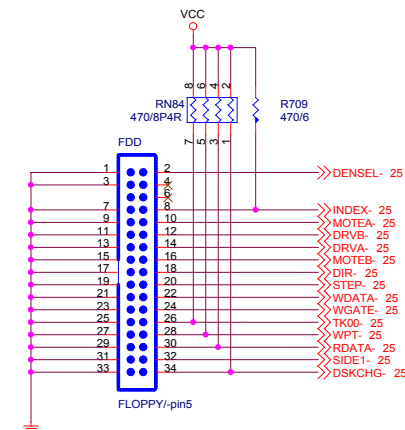 VCC
8 6 4 2
RN84
470/8P4R
R709
470/6
7 5 3 1
FDD
1 2 DENSEL- 25
3 4
6
7 8 INDEX- 25
9 10 MOTEA- 25
11 12 DRVB- 25
13 14 DRVA- 25
15 16 MOTEB- 25
17 18 DIR- 25
19 20 STEP- 25
21 22 WDATA- 25
23 24 WGATE- 25
25 26 TK00- 25
27 28 WPT- 25
29 30 RDATA- 25
31 32 SIDE1- 25
33 34 DSKCHG- 25
FLOPPY/-pin5